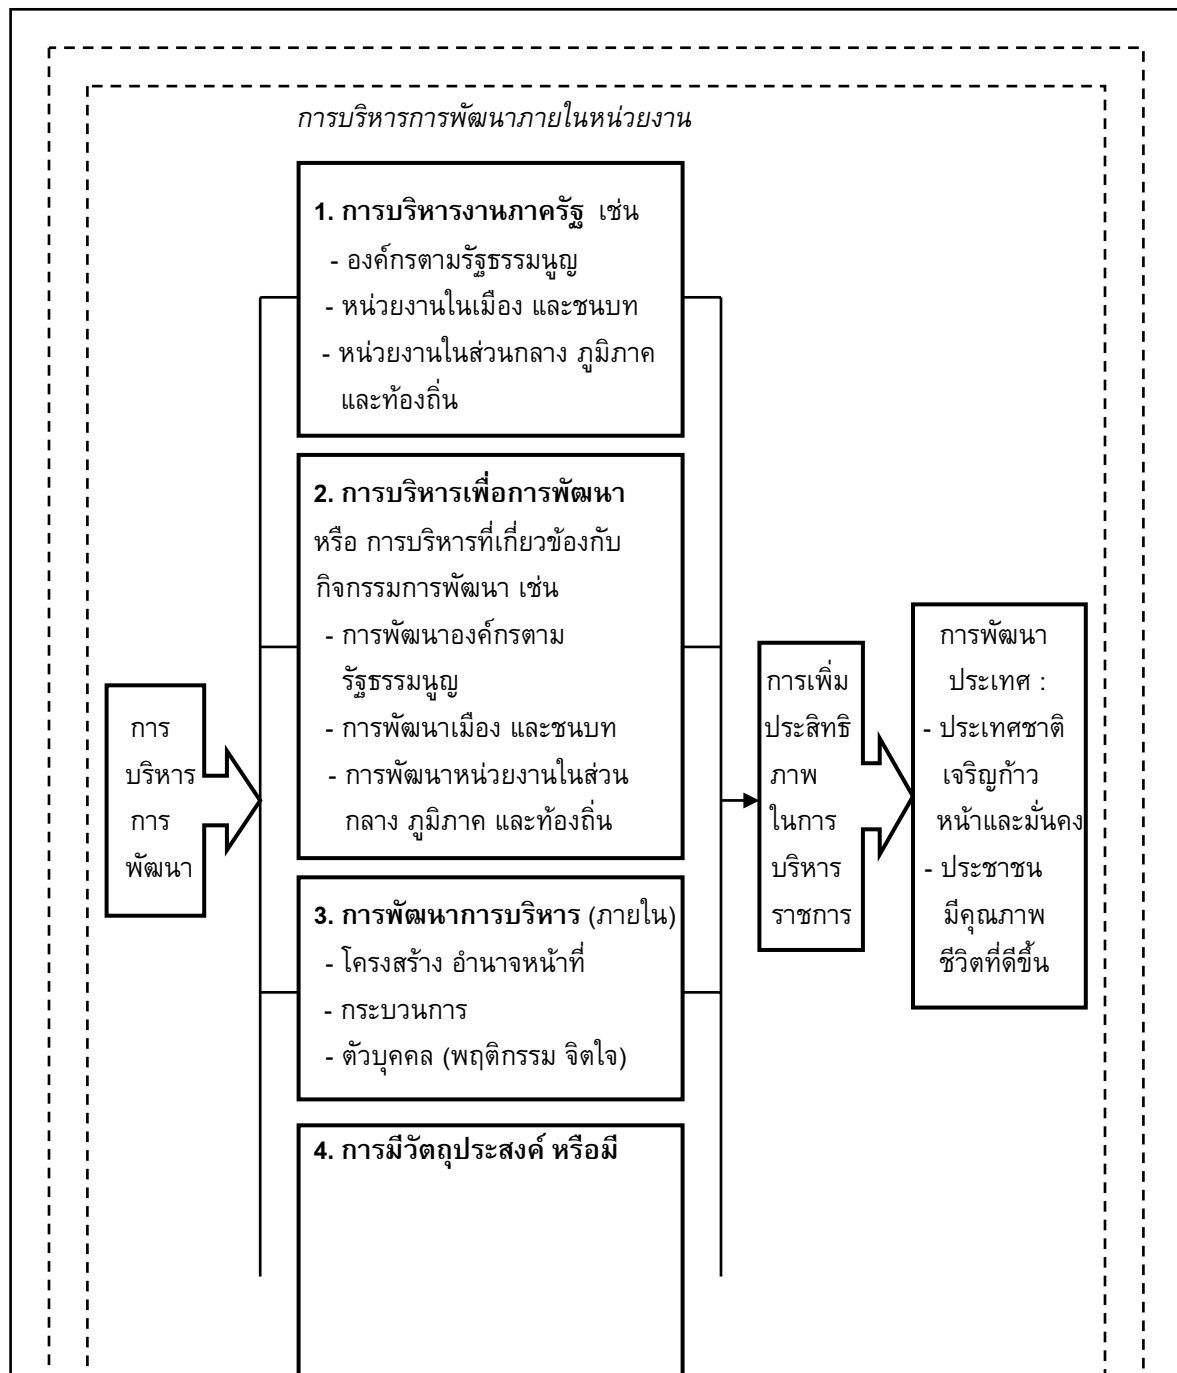 การบริหารการพัฒนาภายในหน่วยงาน
1. การบริหารงานภาครัฐ เช่น
- องค์กรตามรัฐธรรมนูญ
- หน่วยงานในเมือง และชนบท
- หน่วยงานในส่วนกลาง ภูมิภาค
และท้องถิ่น
2. การบริหารเพื่อการพัฒนา
หรือ การบริหารที่เกี่ยวข้องกับ
กิจกรรมการพัฒนา เช่น
- การพัฒนาองค์กรตาม
รัฐธรรมนูญ
- การพัฒนาเมือง และชนบท
- การพัฒนาหน่วยงานในส่วน
กลาง ภูมิภาค และท้องถิ่น
3. การพัฒนาการบริหาร (ภายใน)
- โครงสร้าง อำนาจหน้าที่
- กระบวนการ
- ตัวบุคคล (พฤติกรรม จิตใจ)
4. การมีวัตถุประสงค์ หรือมี
การ
บริหาร
การ
พัฒนา
การเพิ่ม
ประสิทธิ
ภาพ
ในการ
บริหาร
ราชการ
การพัฒนา
ประเทศ :
- ประเทศชาติ
เจริญก้าว
หน้าและมั่นคง
- ประชาชน
มีคุณภาพ
ชีวิตที่ดีขึ้น